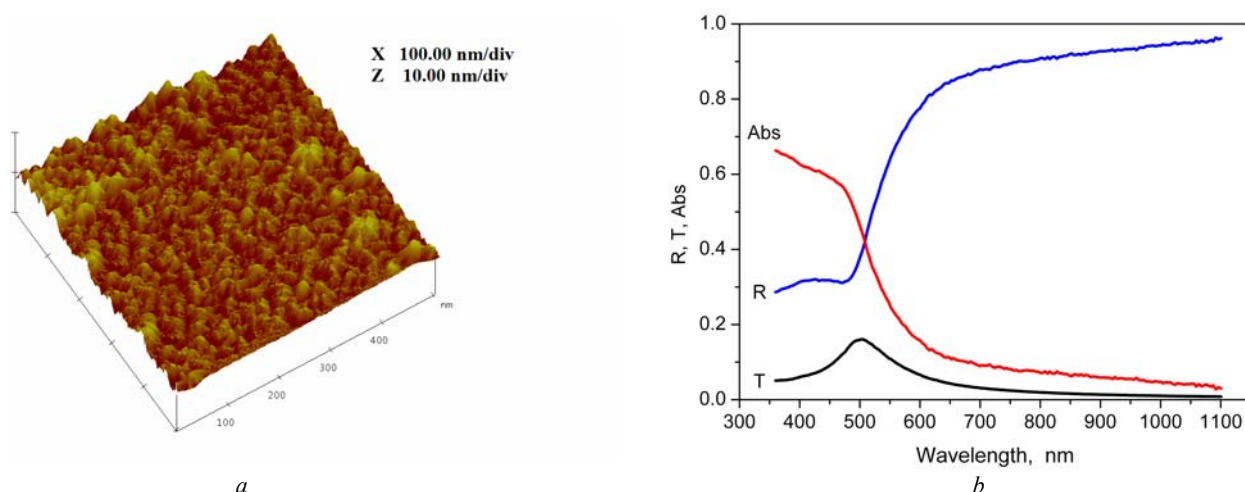 X 100.00 nm/div
Z 10.00 nm/div
nm
400
300
200
100
a
1.0
0.8
0.6
0.4
0.2
0.0
R, T, Abs
Abs
R
T
300 400 500 600 700 800 900 1000 1100
Wavelength, nm
b